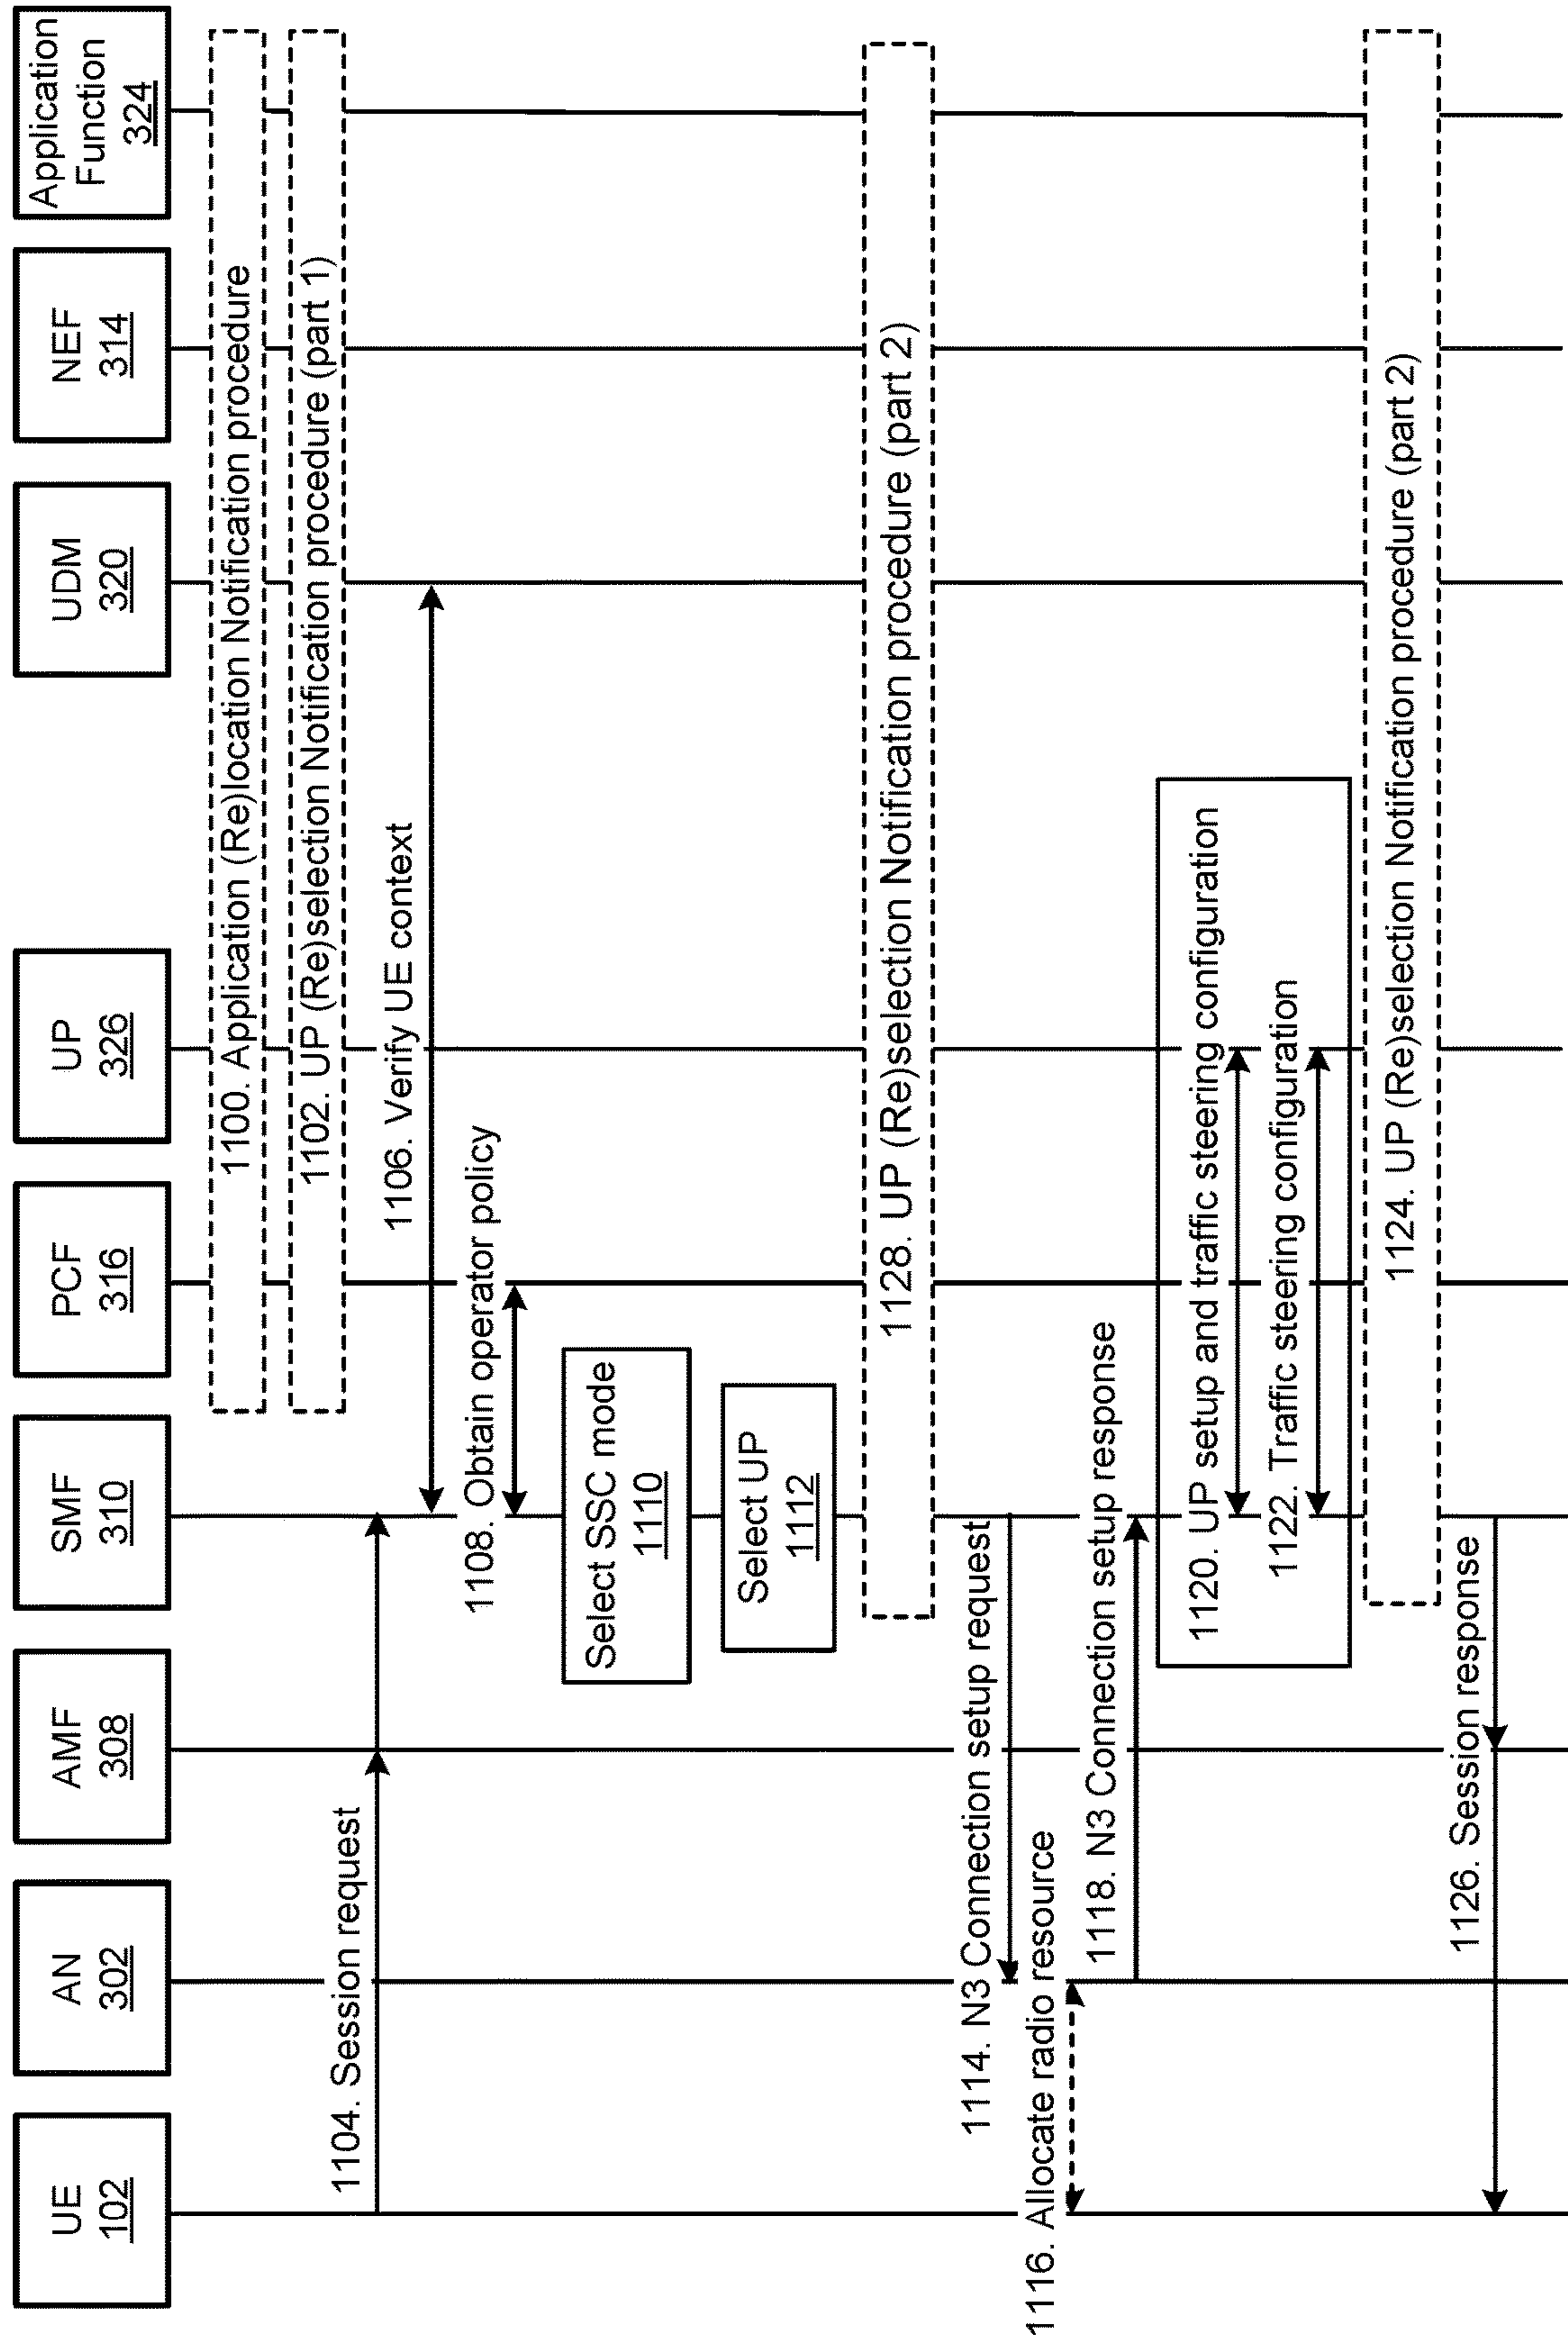 UE
102
AN
302
AMF
308
SMF
310
PCF
316
UP
326
UDM
320
NEF
314
Application
Function
324
1100. Application (Re)location Notification procedure
1102. UP (Re)selection Notification procedure (part 1)
1104. Session request
1106. Verify UE context
1108. Obtain operator policy
Select SSC mode
1110
Select UP
1112
1128. UP (Re)selection Notification procedure (part 2)
1114. N3 Connection setup request
1116. Allocate radio resource
1118. N3 Connection setup response
1120. UP setup and traffic steering configuration
1122. Traffic steering configuration
1124. UP (Re)selection Notification procedure (part 2)
1126. Session response